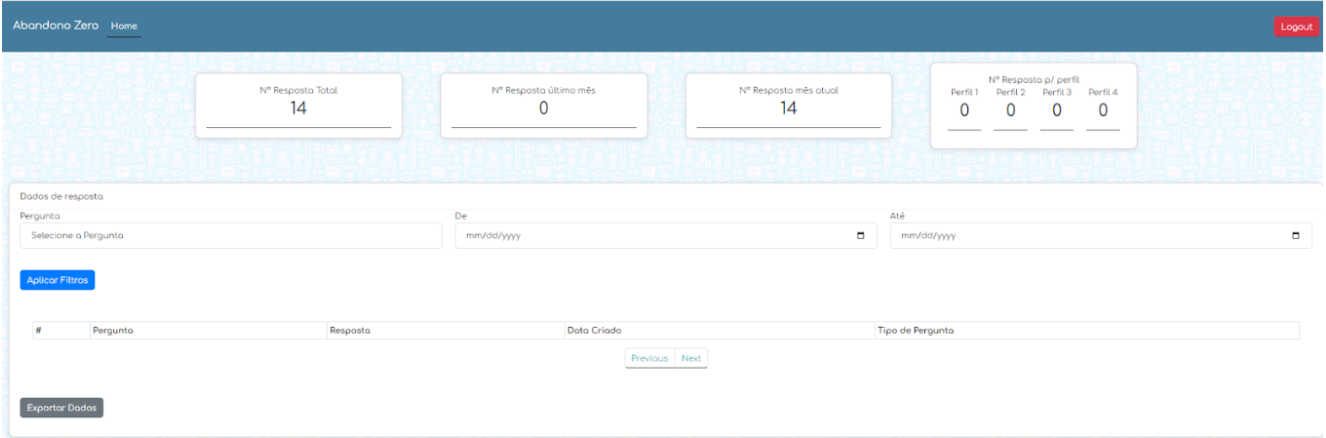 Abandono Zero Home Logout
Nº Resposta Total
14
Nº Resposta último mês
0
Nº Resposta mês atual
14
Nº Resposta p/ perfil
Perfil 1 Perfil 2 Perfil 3 Perfil 4
0 0 0 0
Dados de resposta
Pergunta De Até
Selecione a Pergunta mm/dd/yyyy mm/dd/yyyy
Aplicar Filtros
# Pergunta Resposta Data Criado Tipo de Pergunta
Previous Next
Exportar Dados